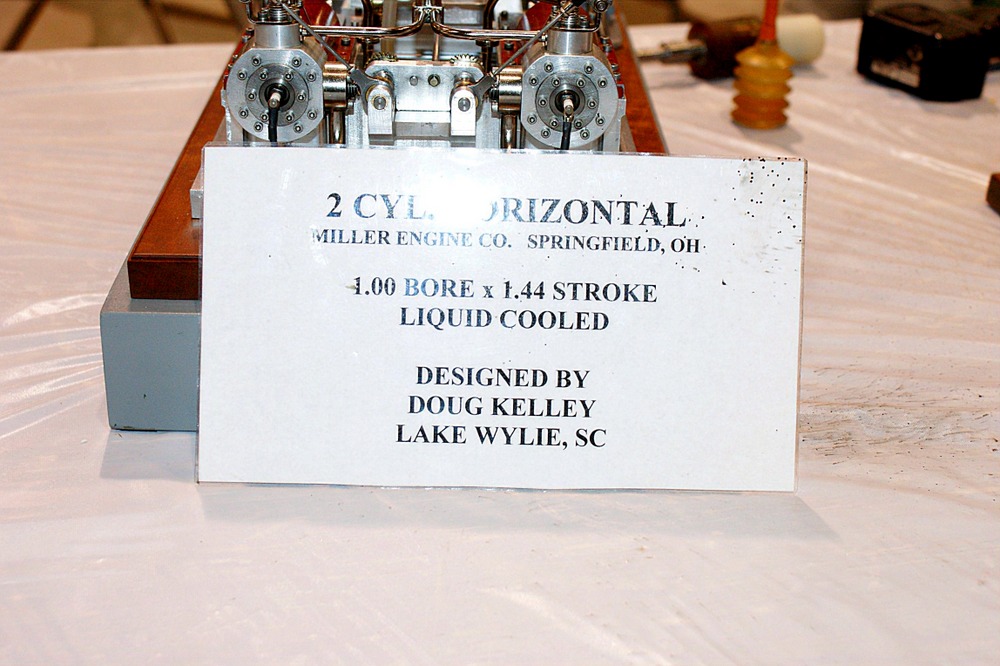 2 CYL. HORIZONTAL
MILLER ENGINE CO. SPRINGFIELD, OH
1.00 BORE x 1.44 STROKE
LIQUID COOLED
DESIGNED BY
DOUG KELLEY
LAKE WYLIE, SC